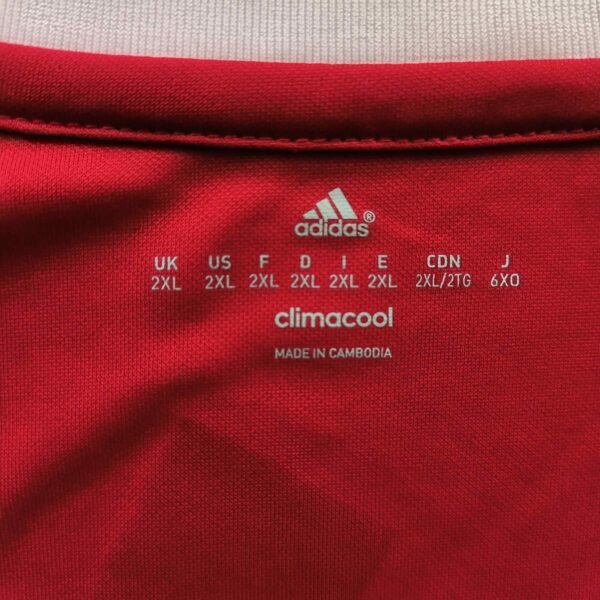 adidas®
UK US F D I E CDN J
2XL 2XL 2XL 2XL 2XL 2XL 2XL/2TG 6XO
climacool
MADE IN CAMBODIA